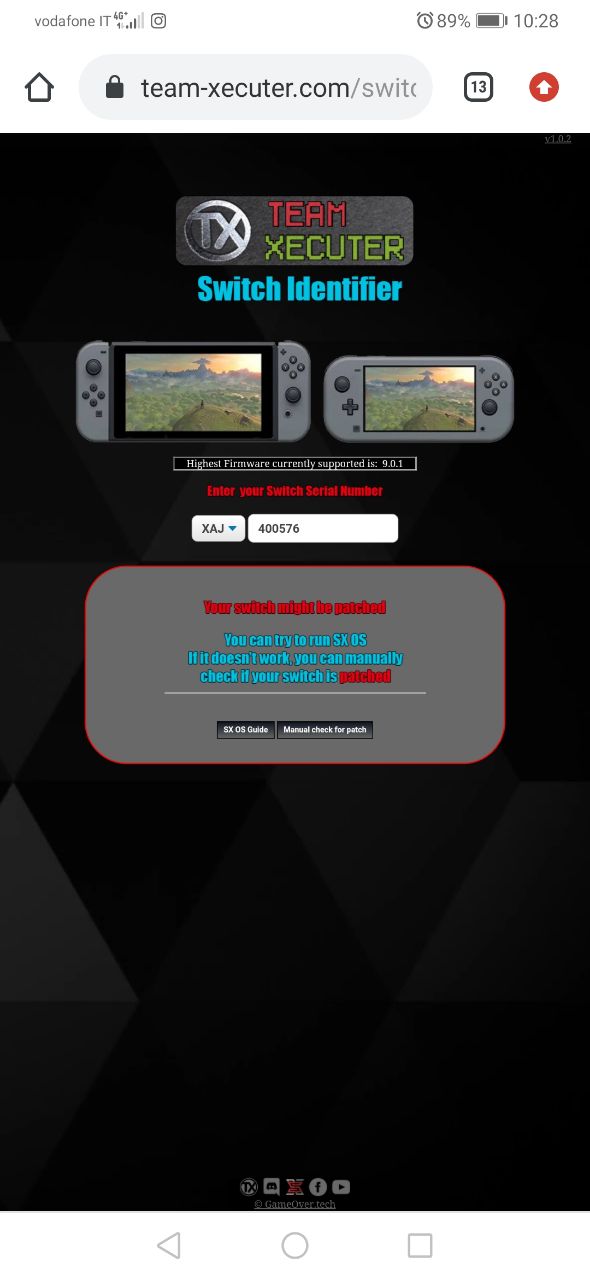 vodafone IT 4G+ 89% 10:28
team-xecuter.com/switc
13
v1.0.2
TX TEAM
XECUTER
Switch Identifier
Highest Firmware currently supported is: 9.0.1
Enter your Switch Serial Number
XAJ 400576
Your switch might be patched
You can try to run SX OS
If it doesn't work, you can manually
check if your switch is patched
SX OS Guide Manual check for patch
© GameOver.tech